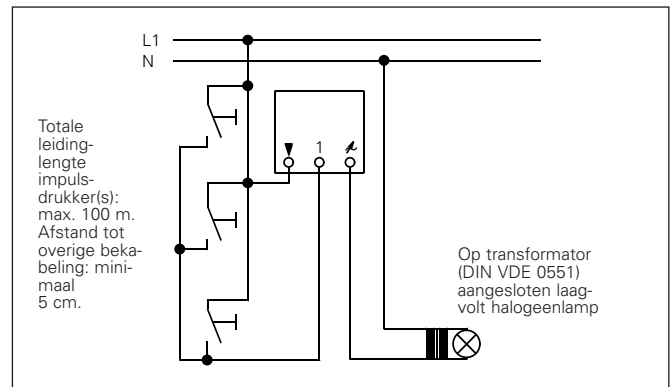 L1
N
Totale
leiding-
lengte
impuls-
drukker(s):
max. 100 m.
Afstand tot
overige beka-
beling: mini-
maal
5 cm.
1
Op transformator
(DIN VDE 0551)
aangesloten laag-
volt halogeenlamp